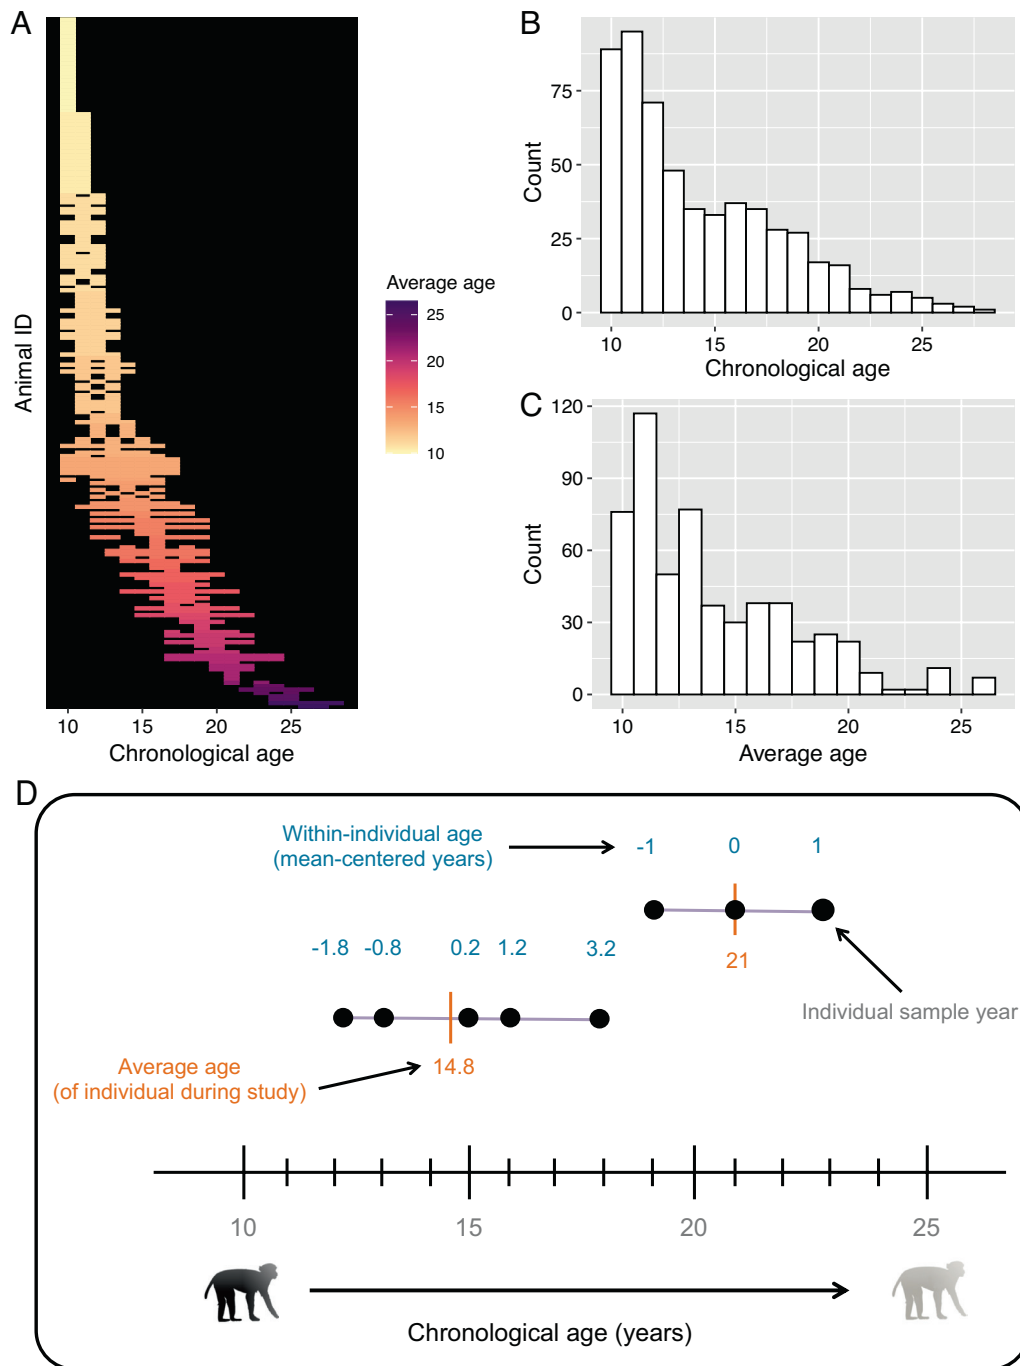 A
Animal ID
10
15
20
25
Chronological age
Average age
25
20
15
10
B
Count
75
50
25
0
10
15
20
25
Chronological age
C
Count
120
90
60
30
0
10
15
20
25
Average age
D
Within-individual age
(mean-centered years)
-1
0
1
21
-1.8
-0.8
0.2
1.2
3.2
Individual sample year
14.8
Average age
(of individual during study)
10
15
20
25
Chronological age (years)